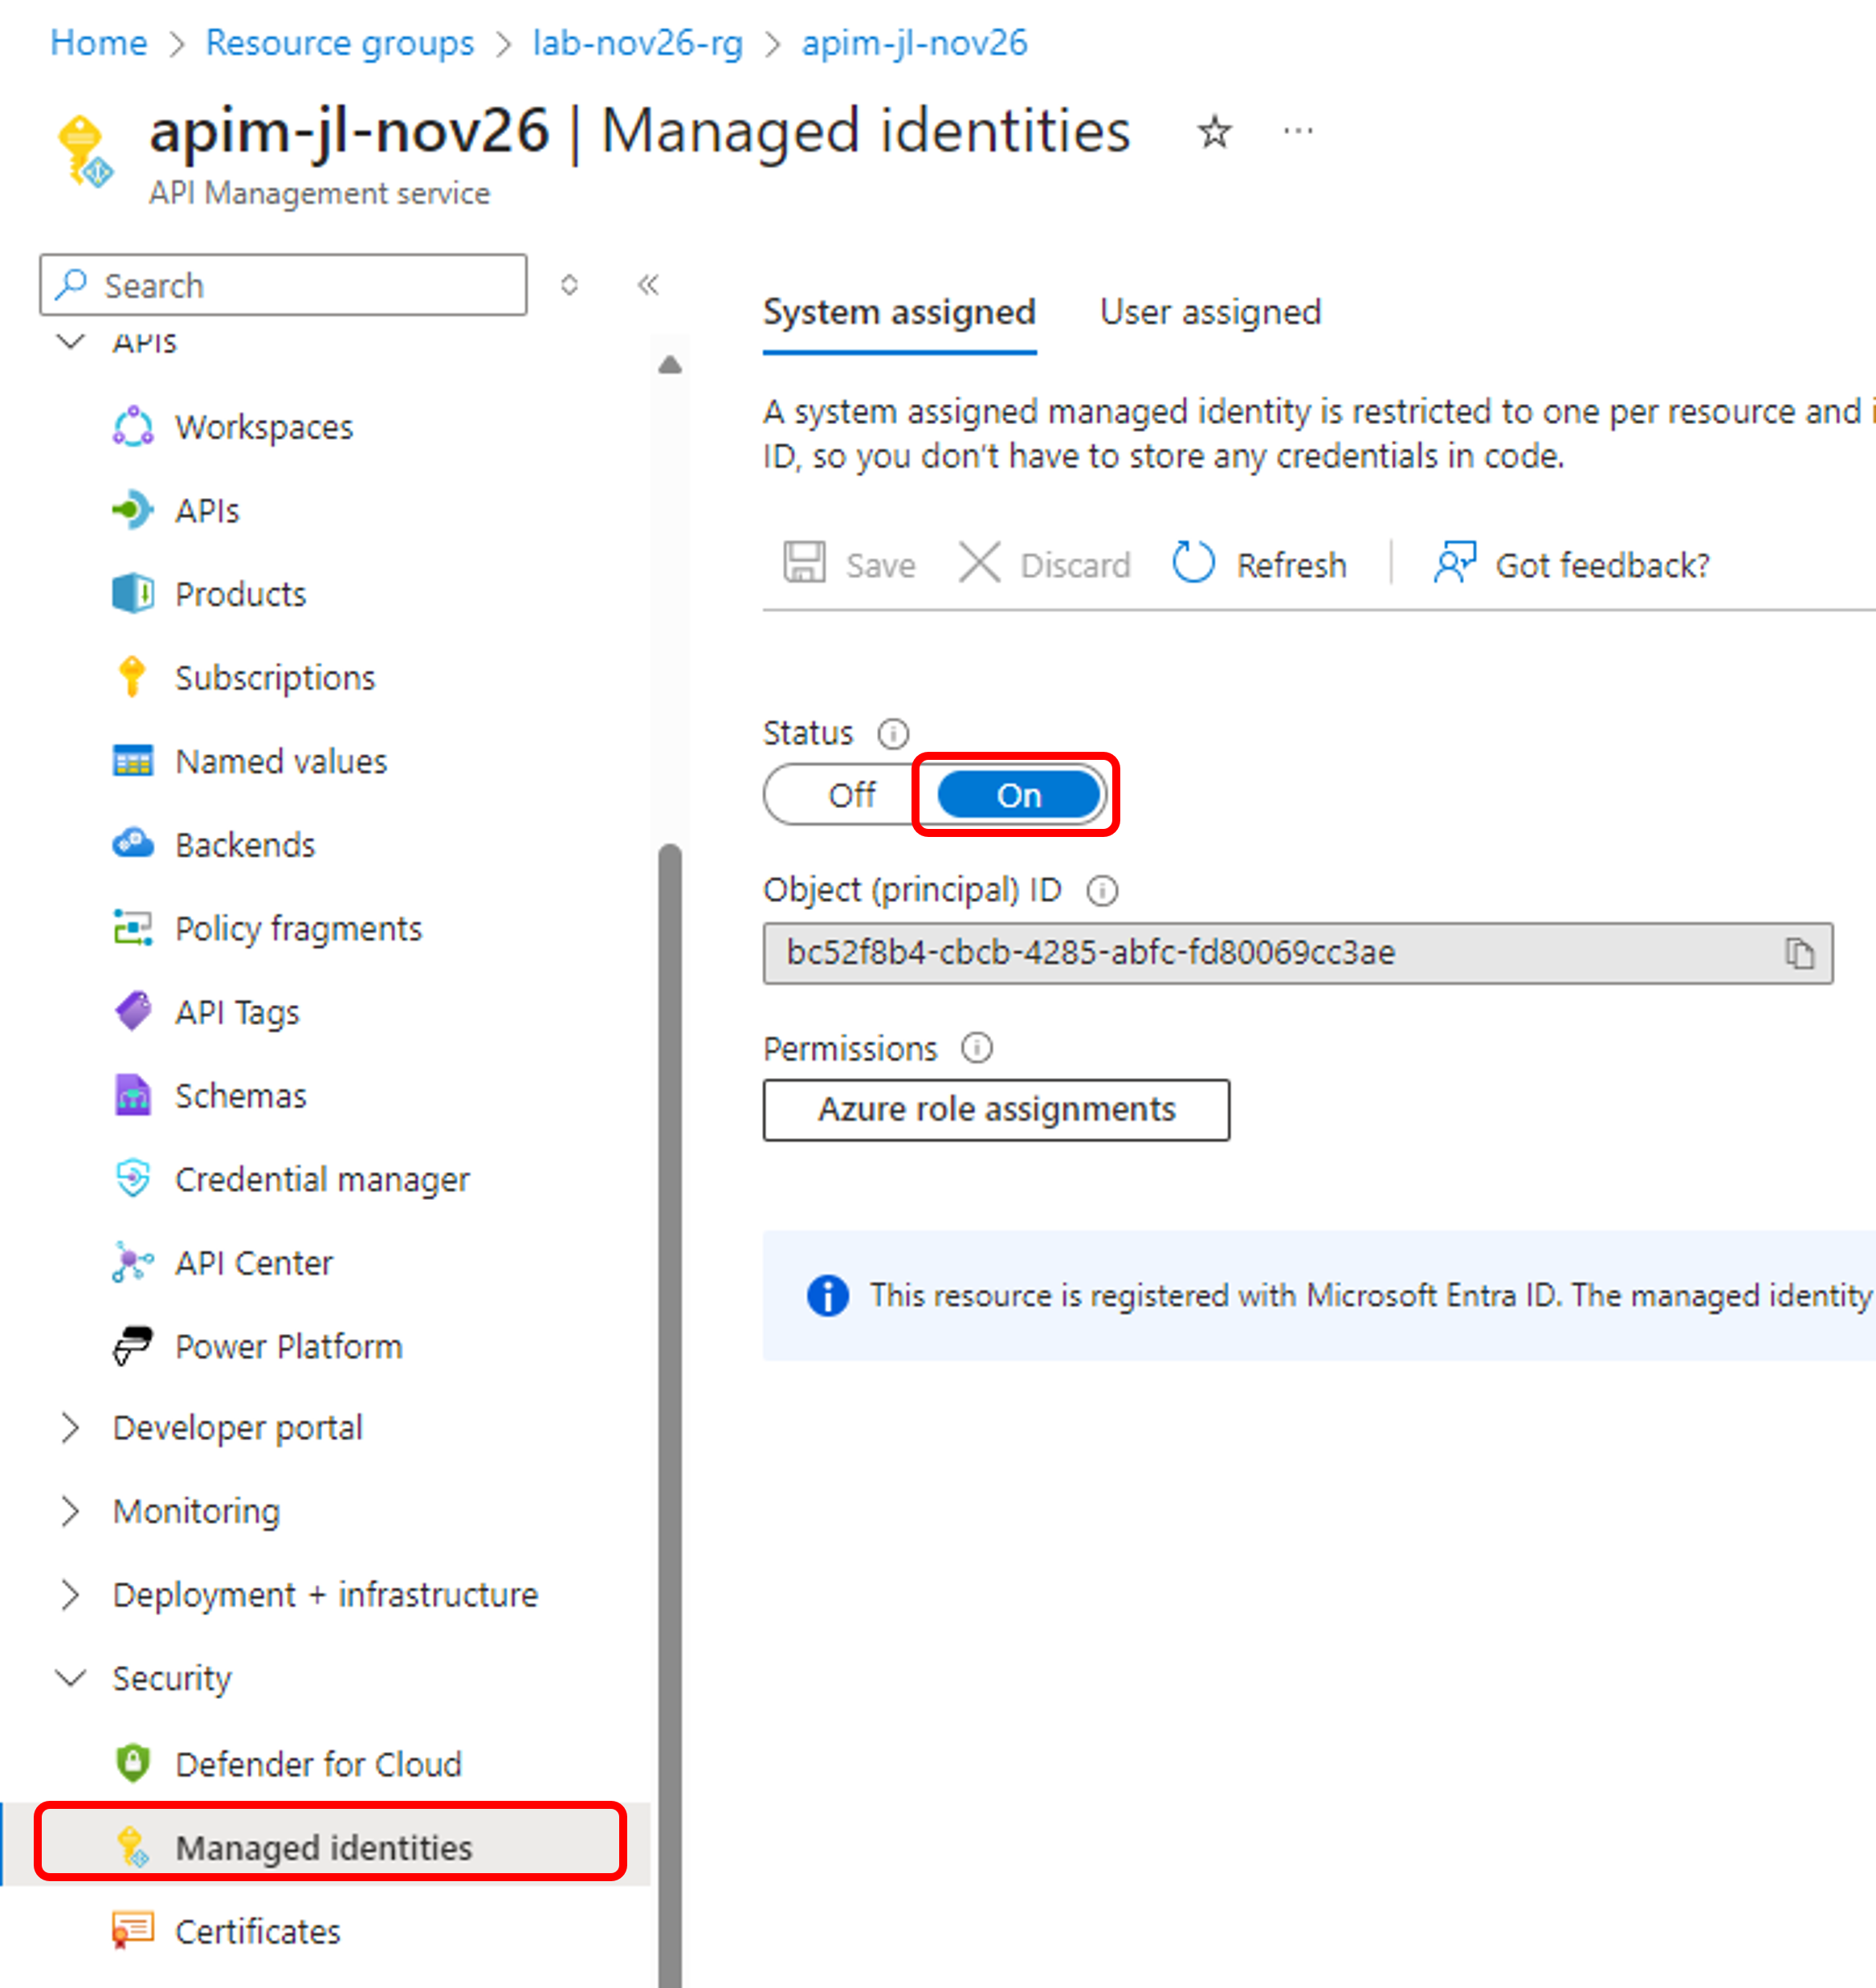 Home > Resource groups > lab-nov26-rg > apim-jl-nov26
apim-jl-nov26 | Managed identities
API Management service
Search
APIs
Workspaces
APIs
Products
Subscriptions
Named values
Backends
Policy fragments
API Tags
Schemas
Credential manager
API Center
Power Platform
Developer portal
Monitoring
Deployment + infrastructure
Security
Defender for Cloud
Managed identities
Certificates
System assigned User assigned
A system assigned managed identity is restricted to one per resource and
ID, so you don't have to store any credentials in code.
Save Discard Refresh | Got feedback?
Status
Off On
Object (principal) ID
bc52f8b4-cbcb-4285-abfc-fd80069cc3ae
Permissions
Azure role assignments
This resource is registered with Microsoft Entra ID. The managed identity